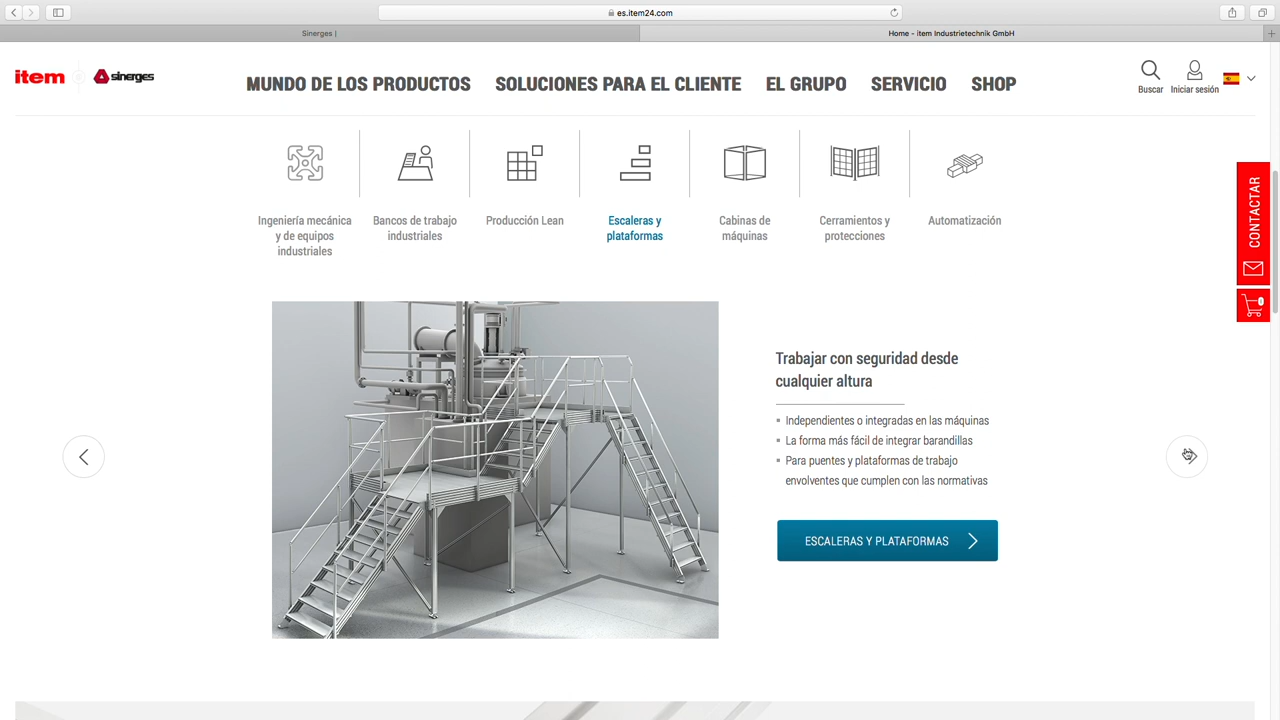 es.item24.com
Sinerges |
Home - item Industrietechnik GmbH
item sinerges
MUNDO DE LOS PRODUCTOS SOLUCIONES PARA EL CLIENTE EL GRUPO SERVICIO SHOP
Buscar Iniciar sesión
Ingeniería mecánica
y de equipos
industriales
Bancos de trabajo
industriales
Producción Lean
Escaleras y
plataformas
Cabinas de
máquinas
Cerramientos y
protecciones
Automatización
CONTACTAR
0
Trabajar con seguridad desde
cualquier altura
Independientes o integradas en las máquinas
La forma más fácil de integrar barandillas
Para puentes y plataformas de trabajo
envolventes que cumplen con las normativas
ESCALERAS Y PLATAFORMAS